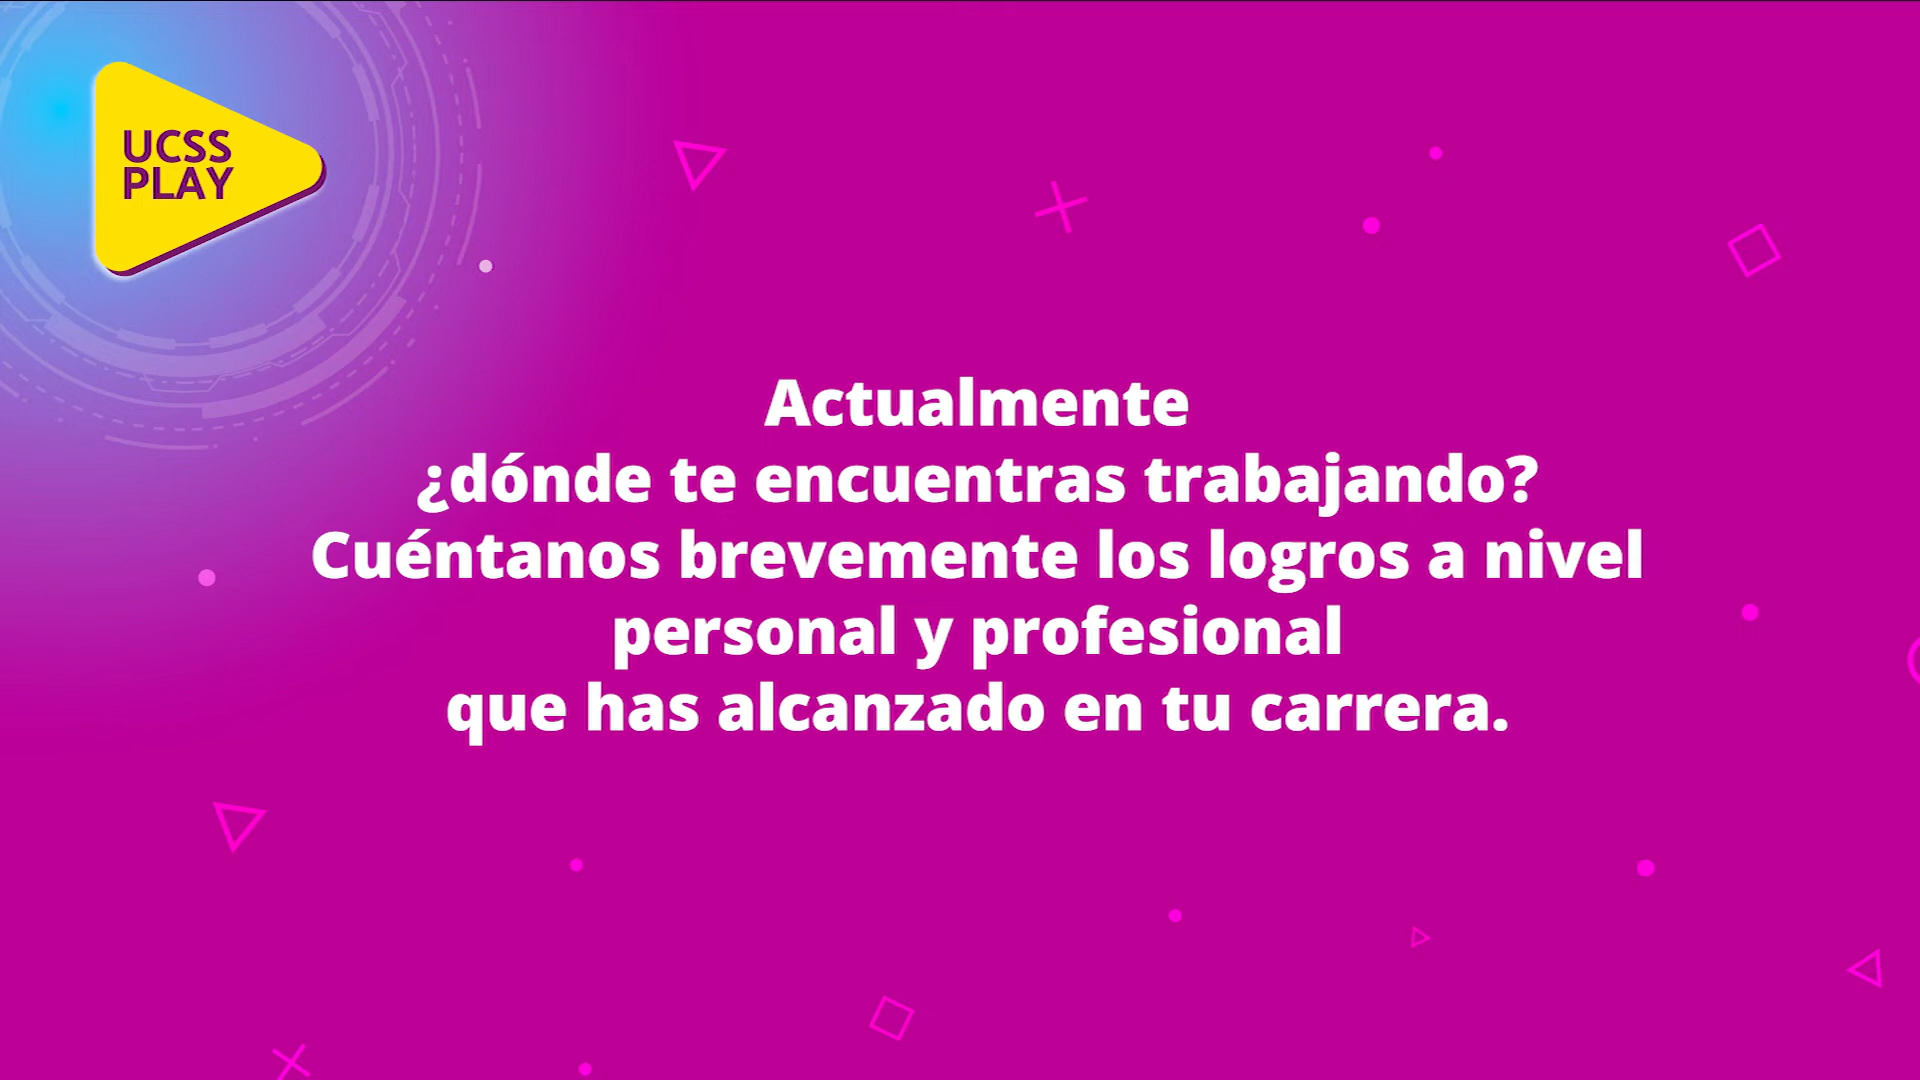 UCSS
PLAY
Actualmente
¿dónde te encuentras trabajando?
Cuéntanos brevemente los logros a nivel
personal y profesional
que has alcanzado en tu carrera.